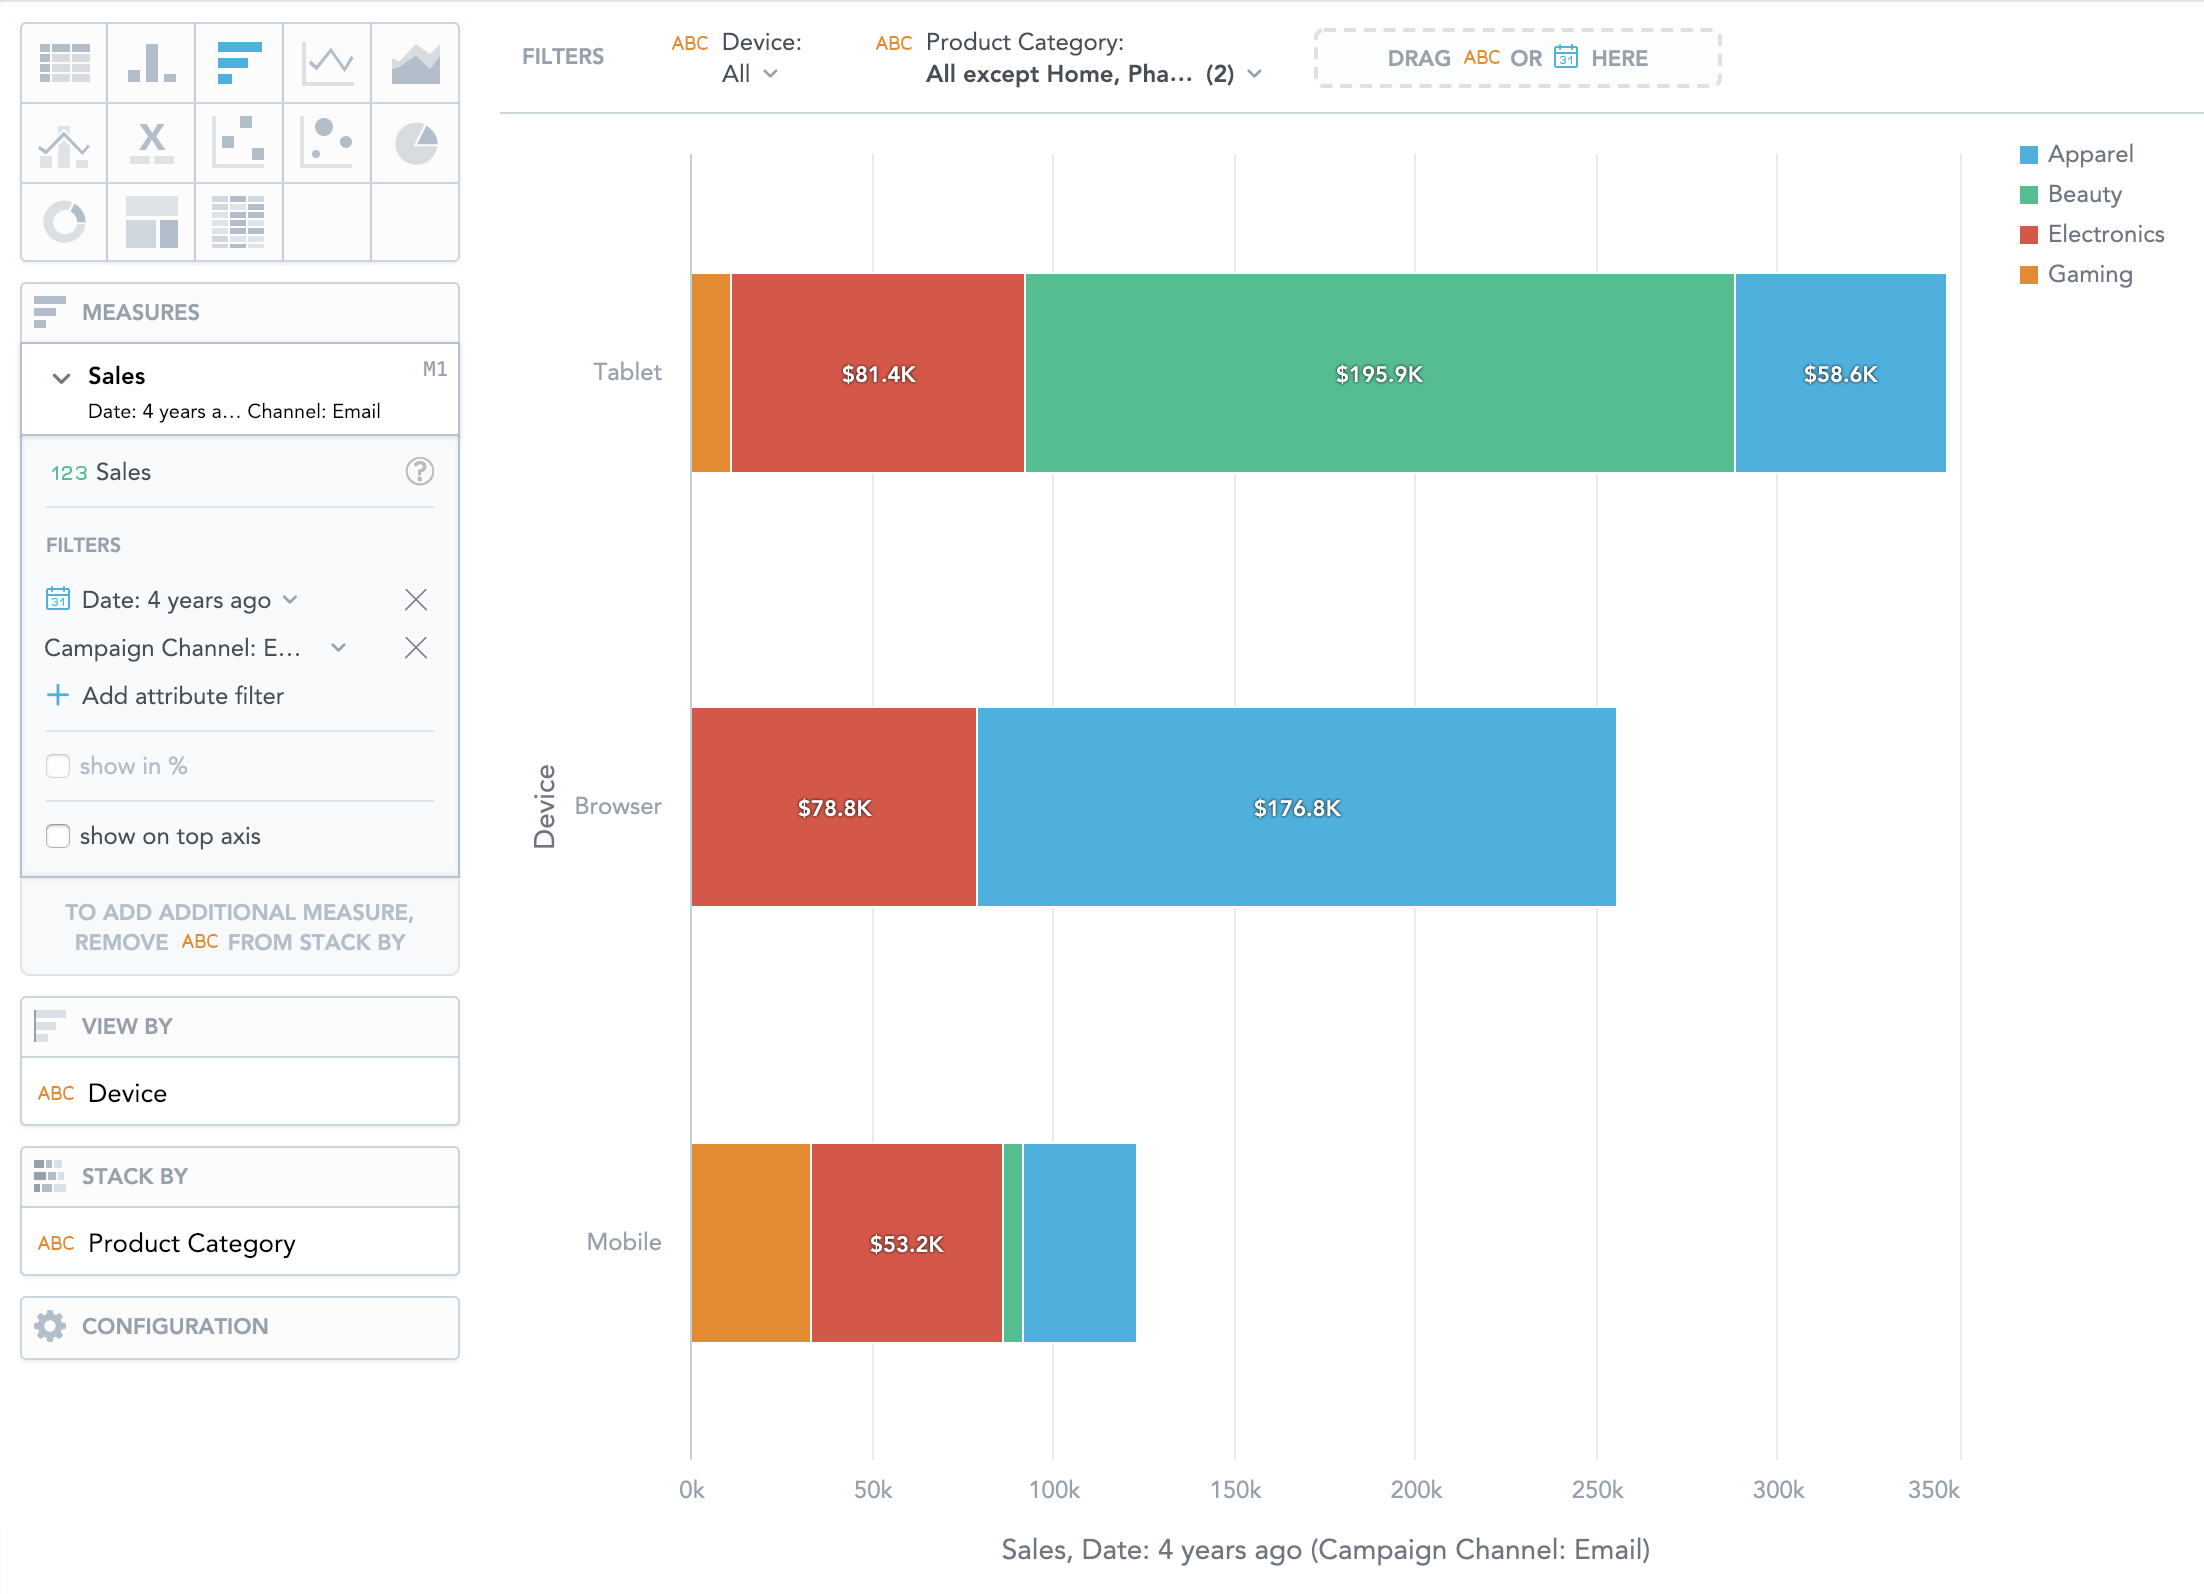 FILTERS
ABC Device:
All
ABC Product Category:
All except Home, Pha... (2)
DRAG ABC OR 31 HERE
X
MEASURES
Sales M1
Date: 4 years a... Channel: Email
123 Sales ?
FILTERS
31 Date: 4 years ago
Campaign Channel: E...
+ Add attribute filter
show in %
show on top axis
TO ADD ADDITIONAL MEASURE,
REMOVE ABC FROM STACK BY
VIEW BY
ABC Device
STACK BY
ABC Product Category
CONFIGURATION
Apparel
Beauty
Electronics
Gaming
Device
Tablet
$81.4K $195.9K $58.6K
Browser
$78.8K $176.8K
Mobile
$53.2K
0k 50k 100k 150k 200k 250k 300k 350k
Sales, Date: 4 years ago (Campaign Channel: Email)